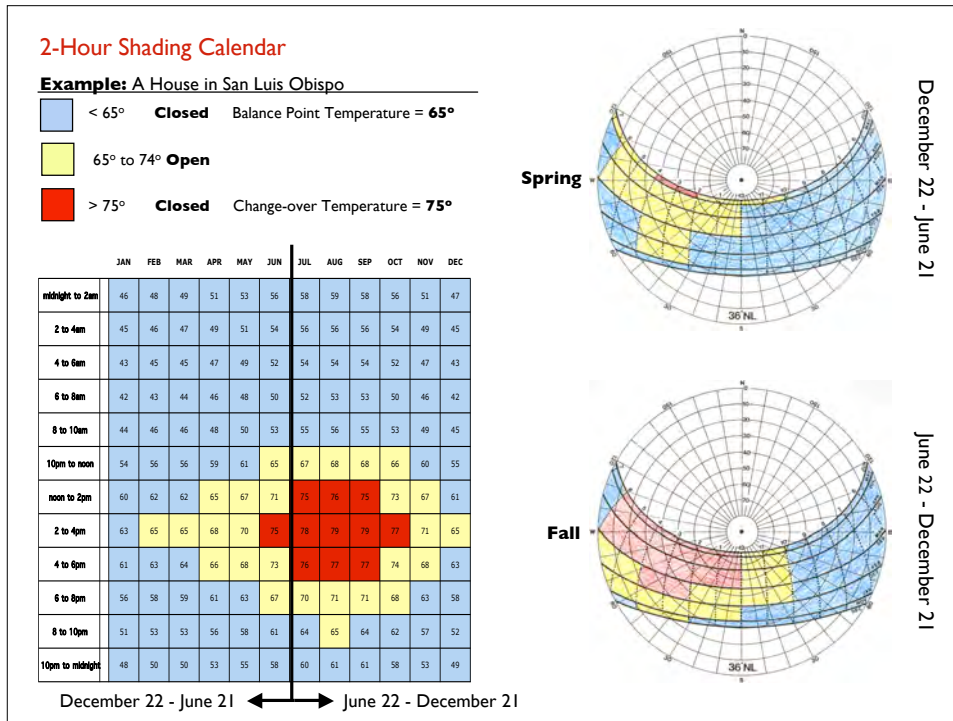 2-Hour Shading Calendar
Example: A House in San Luis Obispo
< 65° Closed Balance Point Temperature = 65°
65° to 74° Open
> 75° Closed Change-over Temperature = 75°
JAN FEB MAR APR MAY JUN JUL AUG SEP OCT NOV DEC
midnight to 2am 46 48 49 51 53 56 58 59 58 56 51 47
2 to 4am 45 46 47 49 51 54 56 56 56 54 49 45
4 to 6am 43 45 45 47 49 52 54 54 54 52 47 43
6 to 8am 42 43 44 46 48 50 52 53 53 50 46 42
8 to 10am 44 46 46 48 50 53 55 56 55 53 49 45
10pm to noon 54 56 56 59 61 65 67 68 68 66 60 55
noon to 2pm 60 62 62 65 67 71 75 76 75 73 67 61
2 to 4pm 63 65 65 68 70 75 78 79 79 77 71 65
4 to 6pm 61 63 64 66 68 73 76 77 77 74 68 63
6 to 8pm 56 58 59 61 63 67 70 71 71 68 63 58
8 to 10pm 51 53 53 56 58 61 64 65 64 62 57 52
10pm to midnight 48 50 50 53 55 58 60 61 61 58 53 49
December 22 - June 21 June 22 - December 21
Spring
N
36°NL
S
December 22 - June 21
Fall
N
36°NL
S
June 22 - December 21